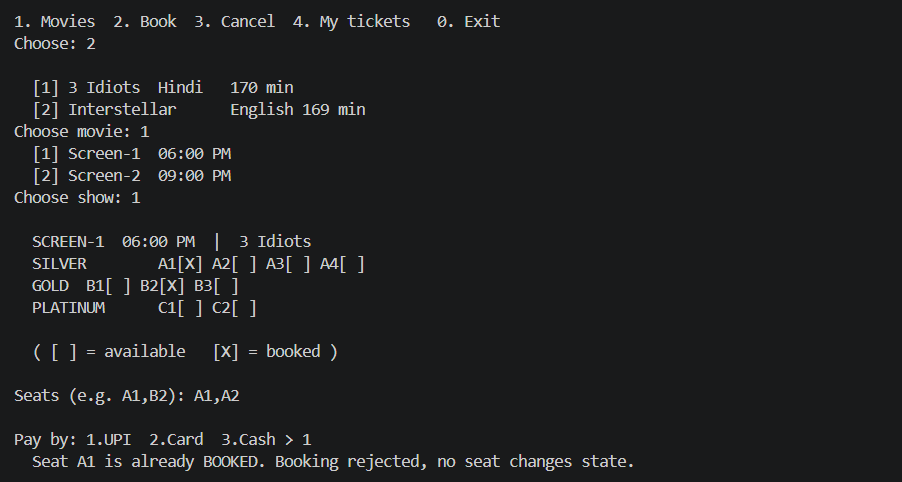 1. Movies  2. Book  3. Cancel  4. My tickets   0. Exit
Choose: 2
[1] 3 Idiots  Hindi   170 min
[2] Interstellar      English 169 min
Choose movie: 1
[1] Screen-1  06:00 PM
[2] Screen-2  09:00 PM
Choose show: 1
SCREEN-1  06:00 PM  |  3 Idiots
SILVER        A1[X] A2[ ] A3[ ] A4[ ]
GOLD  B1[ ] B2[X] B3[ ]
PLATINUM      C1[ ] C2[ ]
( [ ] = available   [X] = booked )
Seats (e.g. A1,B2): A1,A2
Pay by: 1.UPI  2.Card  3.Cash > 1
Seat A1 is already BOOKED. Booking rejected, no seat changes state.